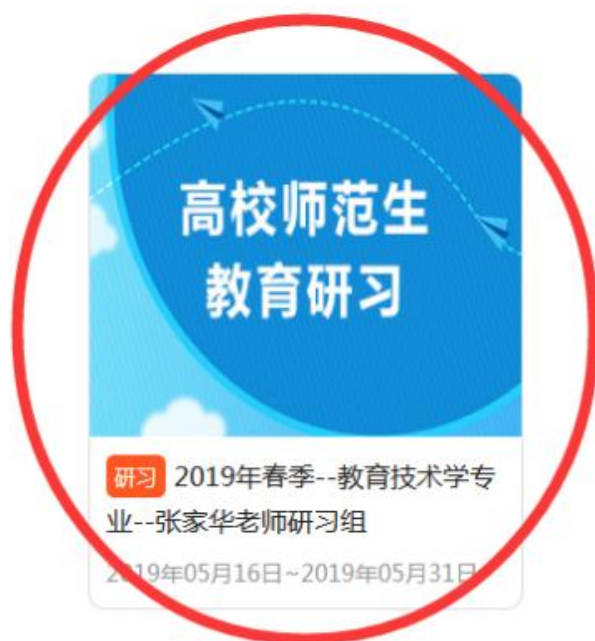 高校师范生
教育研习
研习 2019年春季--教育技术学专
业--张家华老师研习组
2019年05月16日~2019年05月31日